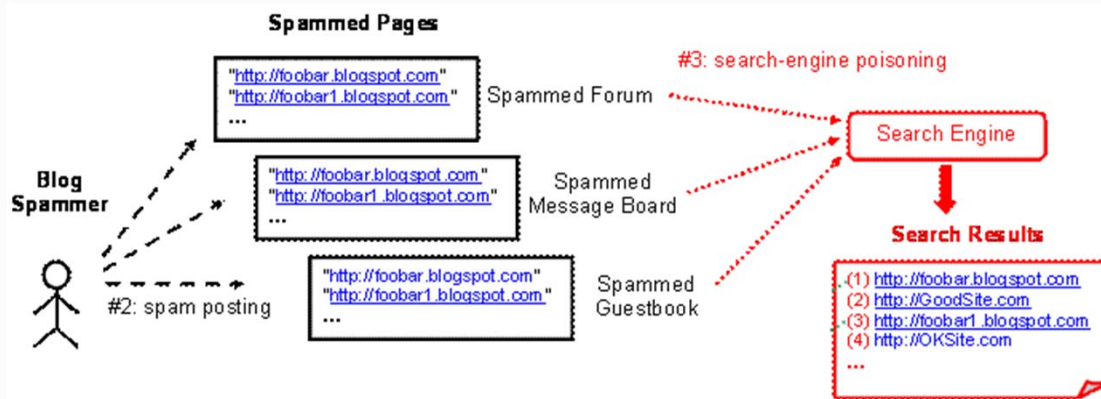 Spammed Pages
"http://foobar.blogspot.com"
"http://foobar1.blogspot.com"
...
Spammed Forum
#3: search-engine poisoning
Search Engine
Blog
Spammer
"http://foobar.blogspot.com"
"http://foobar1.blogspot.com"
...
Spammed
Message Board
Search Results
#2: spam posting
"http://foobar.blogspot.com"
"http://foobar1.blogspot.com"
...
Spammed
Guestbook
(1) http://foobar.blogspot.com
(2) http://GoodSite.com
(3) http://foobar1.blogspot.com
(4) http://OKSite.com
...